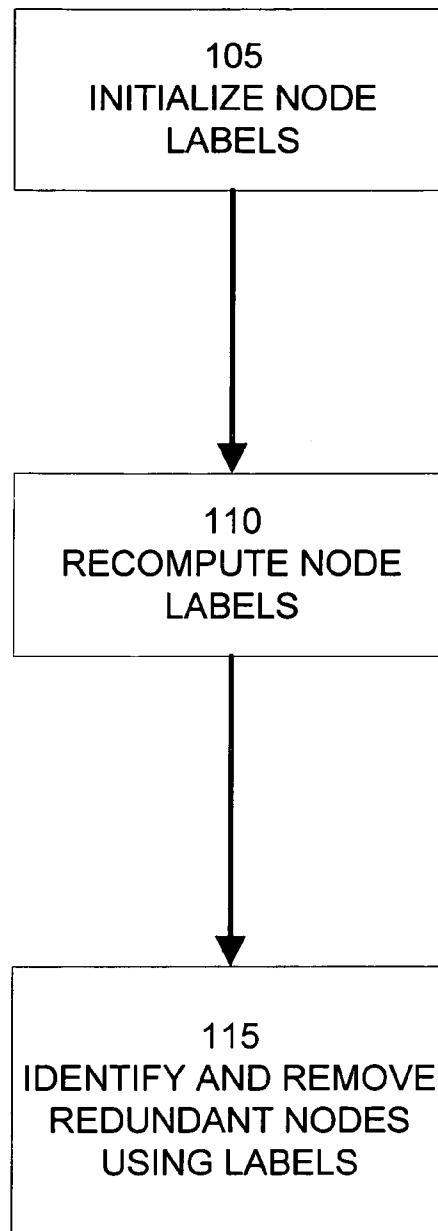 105
INITIALIZE NODE
LABELS
110
RECOMPUTE NODE
LABELS
115
IDENTIFY AND REMOVE
REDUNDANT NODES
USING LABELS